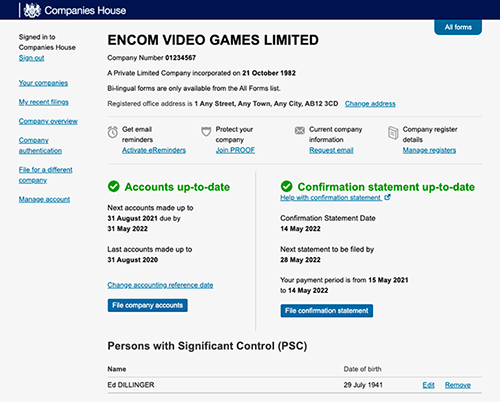 Companies House
All forms
Signed in to
Companies House
Sign out
Your companies
My recent filings
Company overview
Company
authentication
File for a different
company
Manage account
ENCOM VIDEO GAMES LIMITED
Company Number 01234567
A Private Limited Company incorporated on 21 October 1982
Bi-lingual forms are only available from the All Forms list.
Registered office address is 1 Any Street, Any Town, Any City, AB12 3CD Change address
Get email
reminders
Activate eReminders
Protect your
company
Join PROOF
Current company
information
Request email
Company register
details
Manage registers
Accounts up-to-date
Next accounts made up to
31 August 2021 due by
31 May 2022
Last accounts made up to
31 August 2020
Change accounting reference date
File company accounts
Confirmation statement up-to-date
Help with confirmation statement
Confirmation Statement Date
14 May 2022
Next statement to be filed by
28 May 2022
Your payment period is from 15 May 2021
to 14 May 2022
File confirmation statement
Persons with Significant Control (PSC)
Name Date of birth
Ed DILLINGER 29 July 1941 Edit Remove